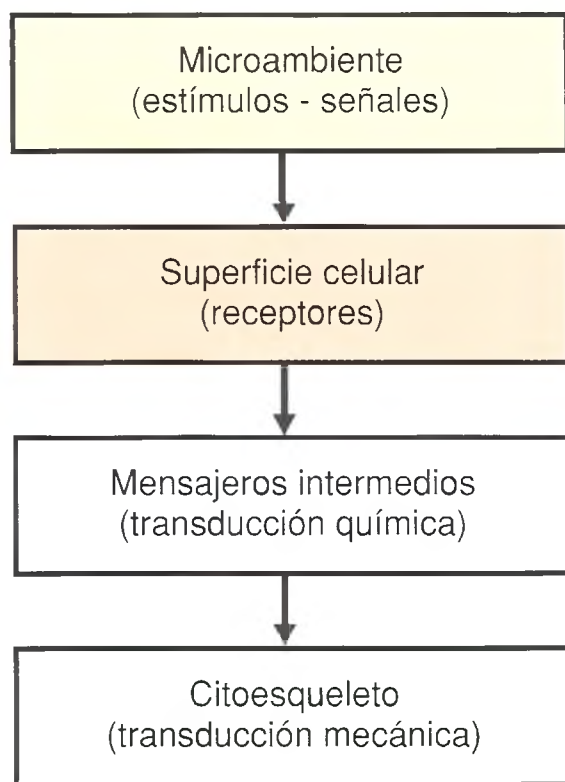 Microambiente
(estímulos - señales)
Superficie celular
(receptores)
Mensajeros intermedios
(transducción química)
Citoesqueleto
(transducción mecánica)